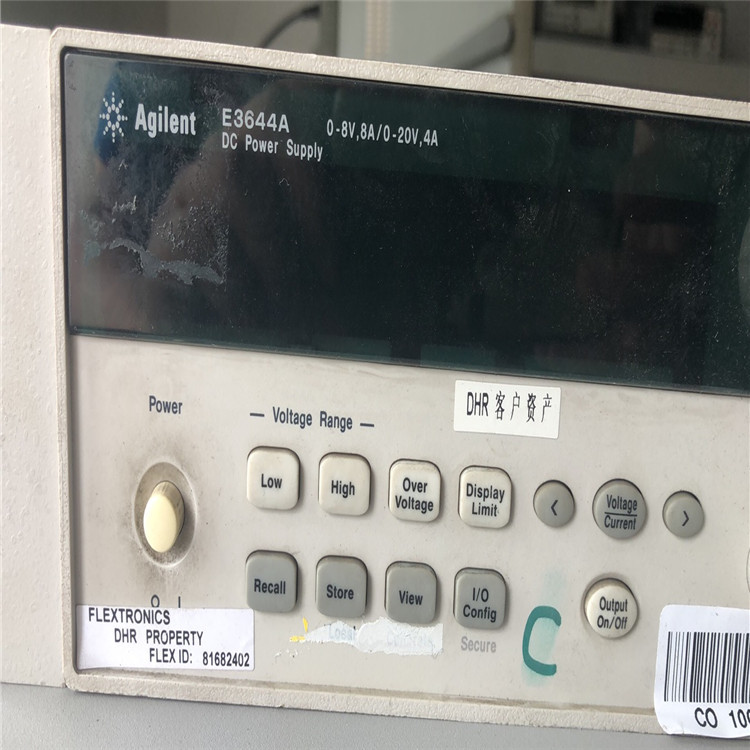 Agilent
E3644A
0-8V,8A/0-20V,4A
DC Power Supply
DHR 客户资产
Power
Voltage Range
Low
High
Over
Voltage
Display
Limit
<
Voltage
Current
>
Recall
Store
View
I/O
Config
Output
On/Off
O I
Secure
C
FLEXTRONICS
DHR PROPERTY
FLEX ID: 81682402
CO